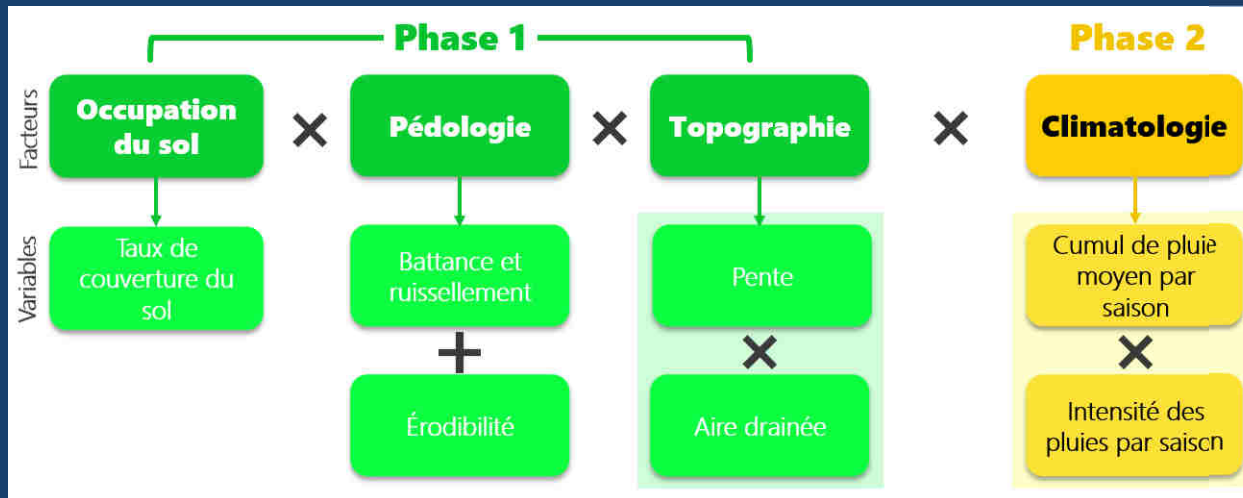 Phase 1
Phase 2
Facteurs
Occupation
du sol
×
Pédologie
×
Topographie
×
Climatologie
Variables
Taux de
couverture du
sol
Battance et
ruissellement
Pente
Cumul de pluie
moyen par
saison
+
×
×
Érodibilité
Aire drainée
Intensité des
pluies par saison